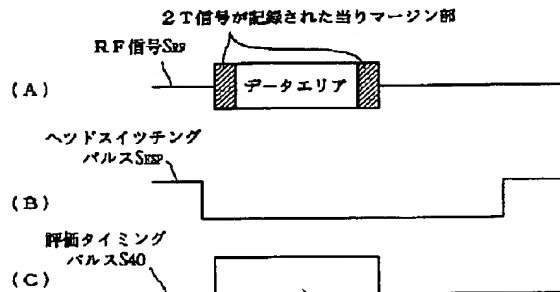 2T信号が記録された当りマージン部
RF信号SRF
(A)
データエリア
ヘッドスイッチング
パルスSHSP
(B)
評価タイミング
パルスS40
(C)